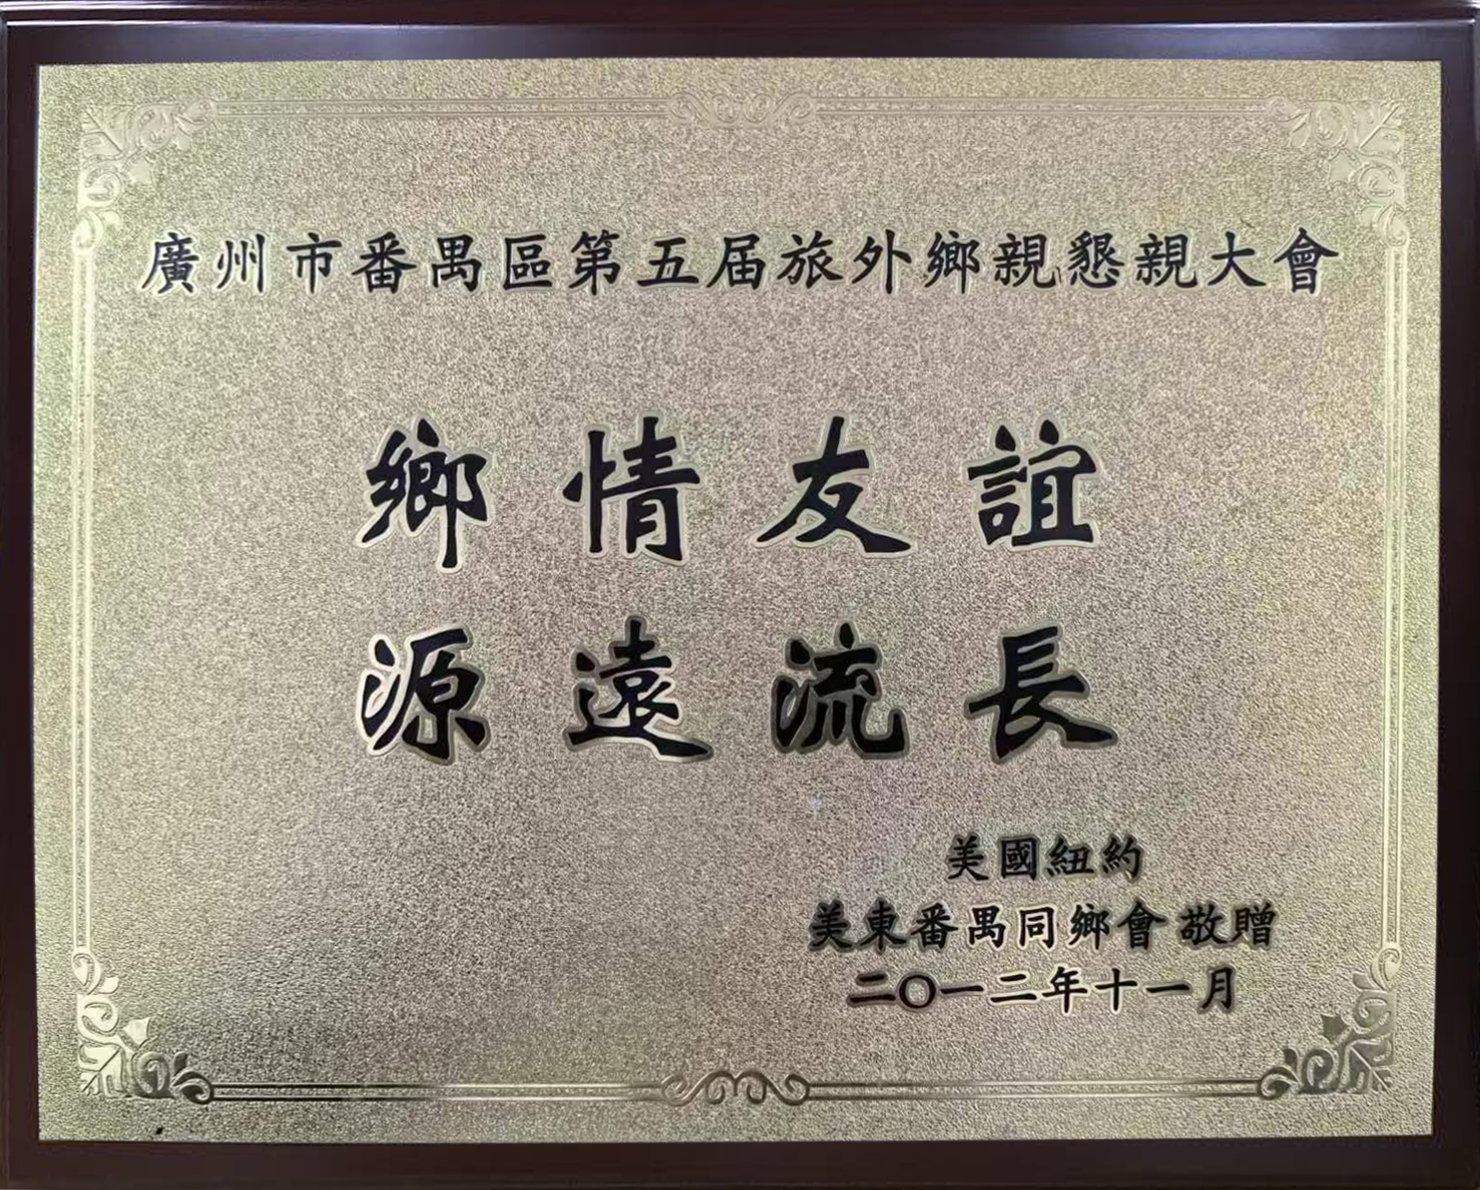 廣州市番禺區第五届旅外鄉親懇親大會
鄉情友誼
源遠流長
美國紐約
美東番禺同鄉會敬贈
二〇一二年十一月